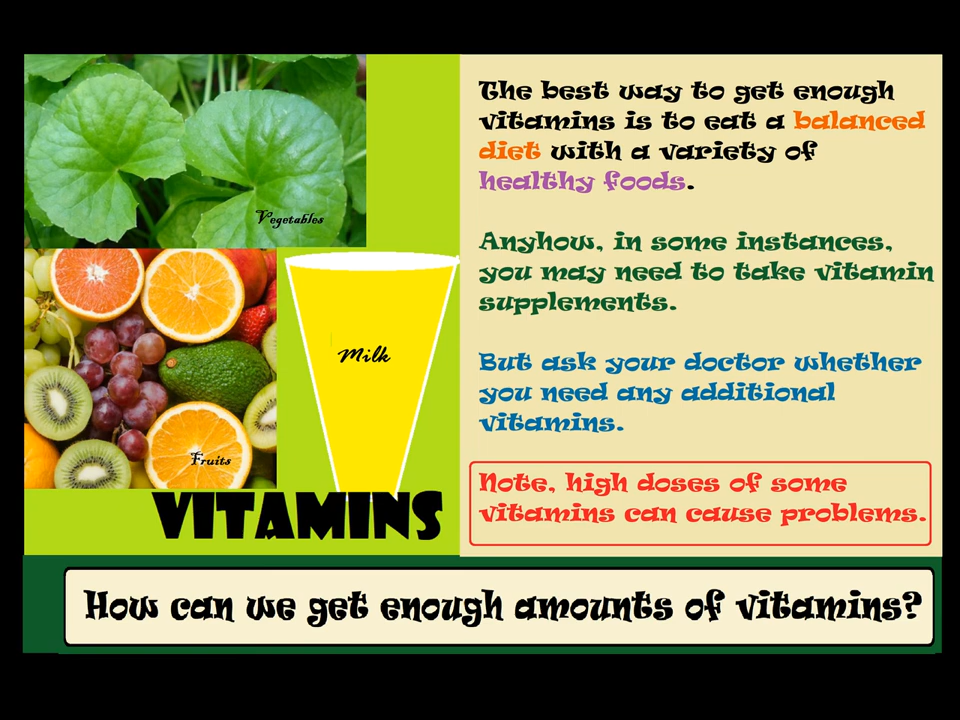 Vegetables
Fruits
Milk
VITAMINS
The best way to get enough
vitamins is to eat a balanced
diet with a variety of
healthy foods.
Anyhow, in some instances,
you may need to take vitamin
supplements.
But ask your doctor whether
you need any additional
vitamins.
Note, high doses of some
vitamins can cause problems.
How can we get enough amounts of vitamins?